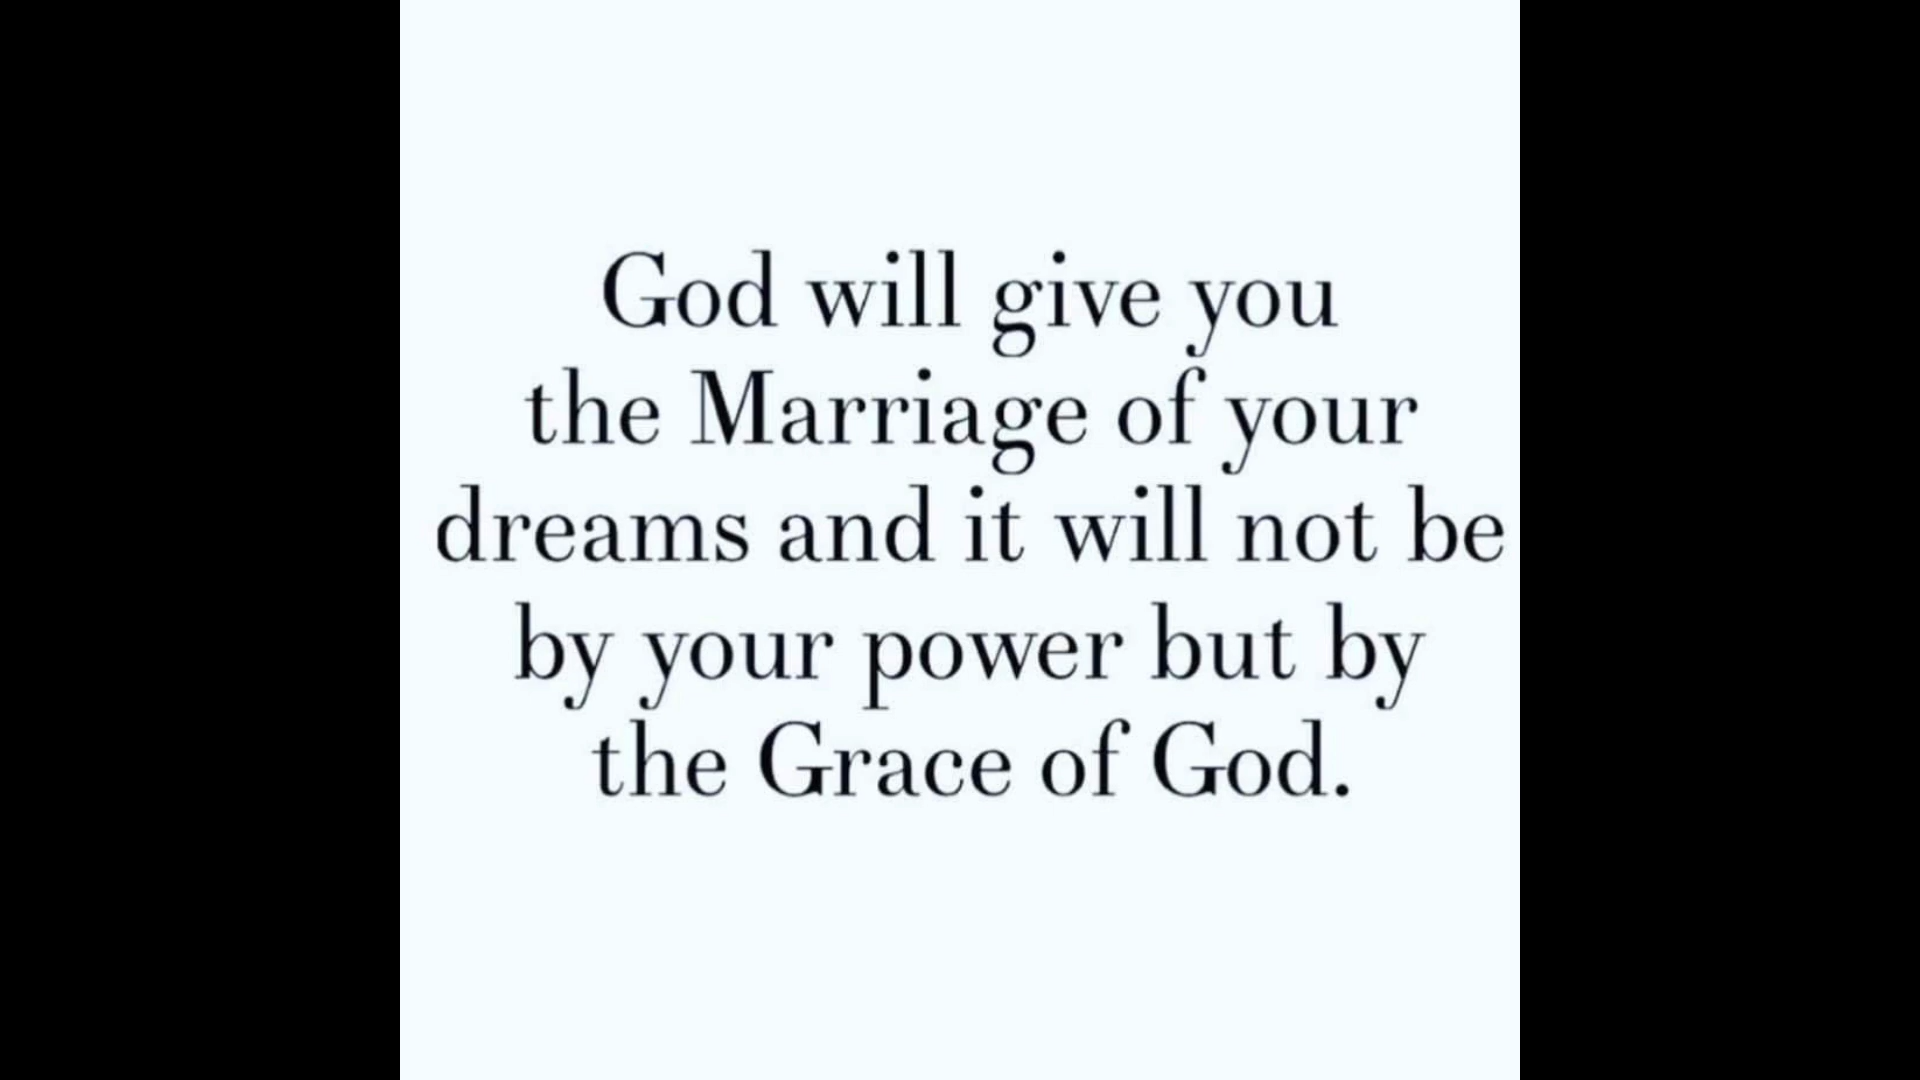 God will give you
the Marriage of your
dreams and it will not be
by your power but by
the Grace of God.